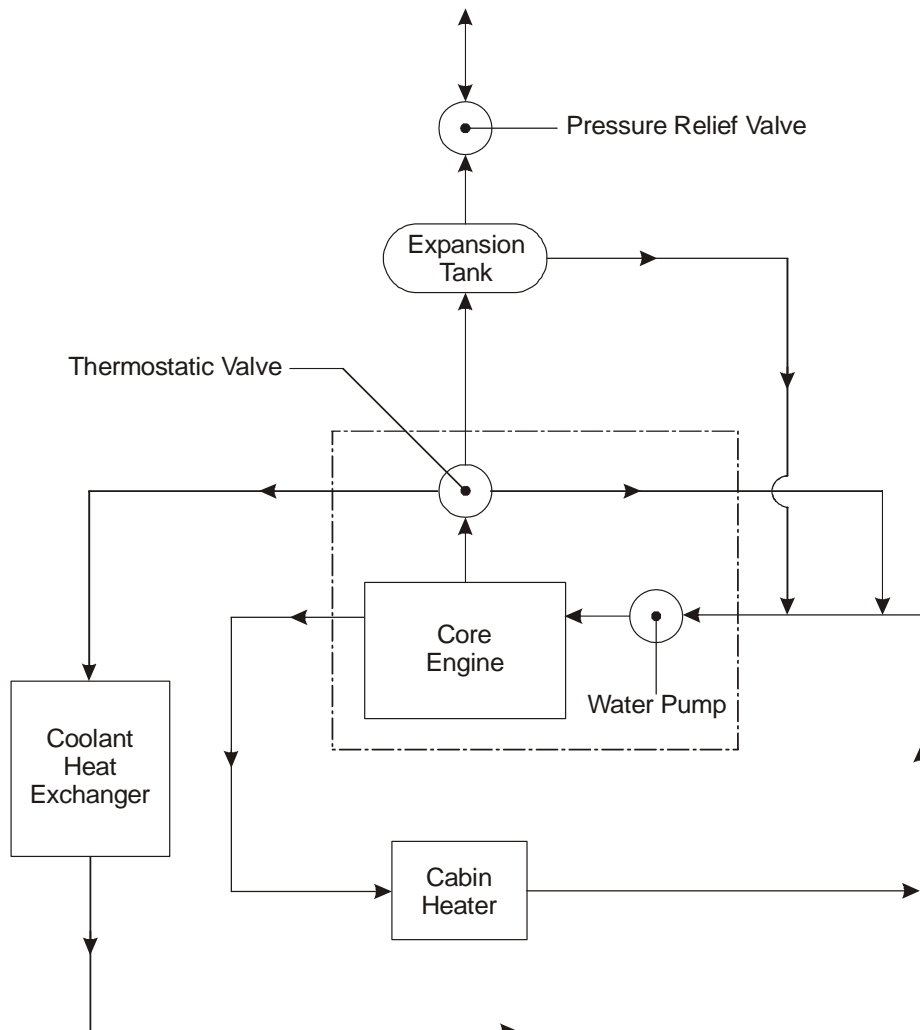 Pressure Relief Valve
Expansion
Tank
Thermostatic Valve
Core
Engine
Water Pump
Coolant
Heat
Exchanger
Cabin
Heater